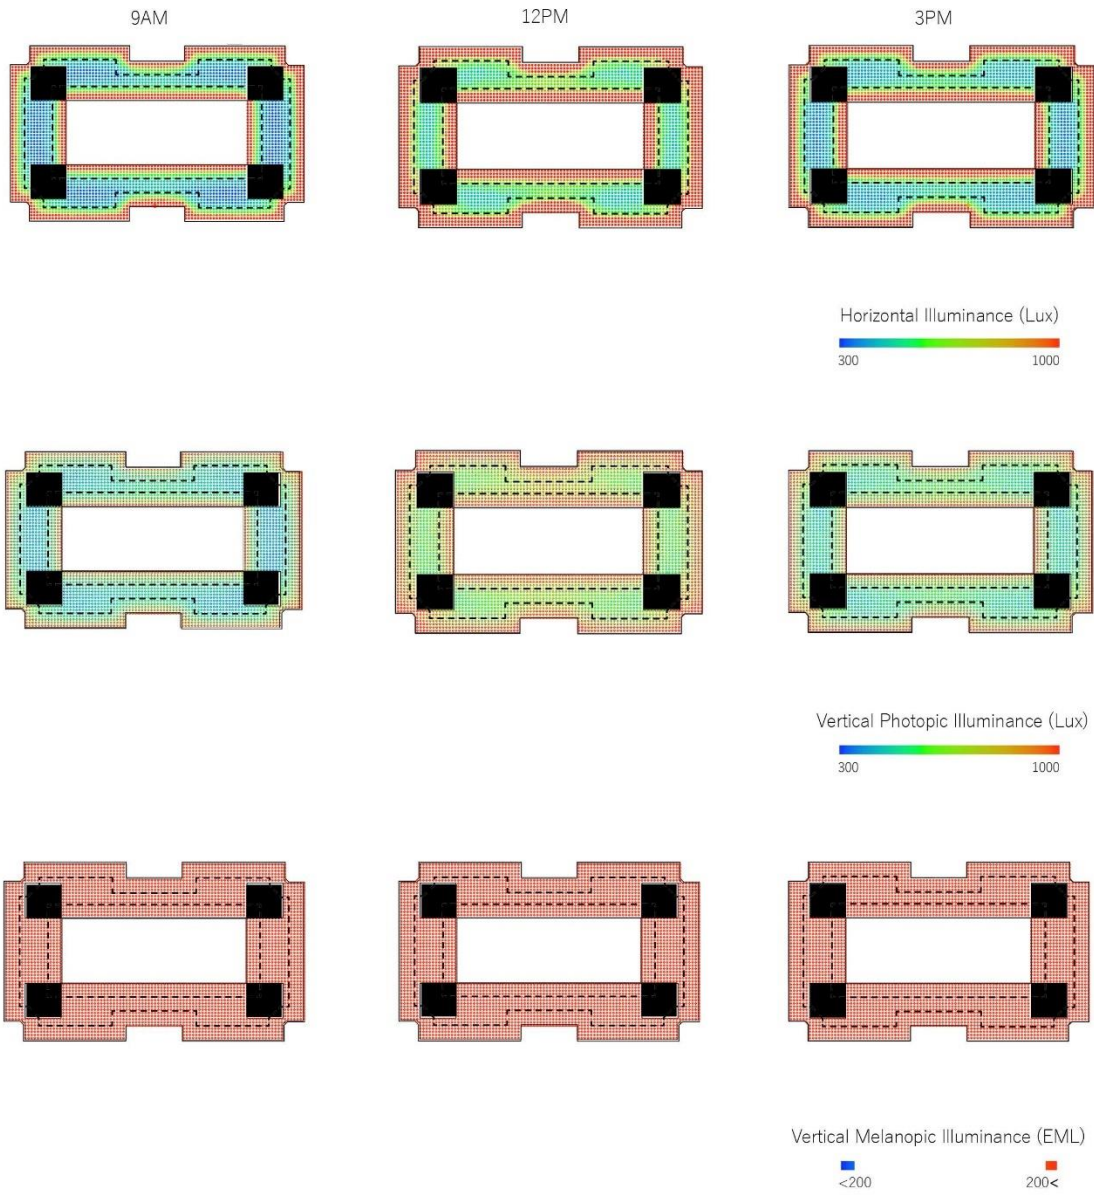 9AM
12PM
3PM
Horizontal Illuminance (Lux)
300
1000
Vertical Photopic Illuminance (Lux)
300
1000
Vertical Melanopic Illuminance (EML)
<200
200<